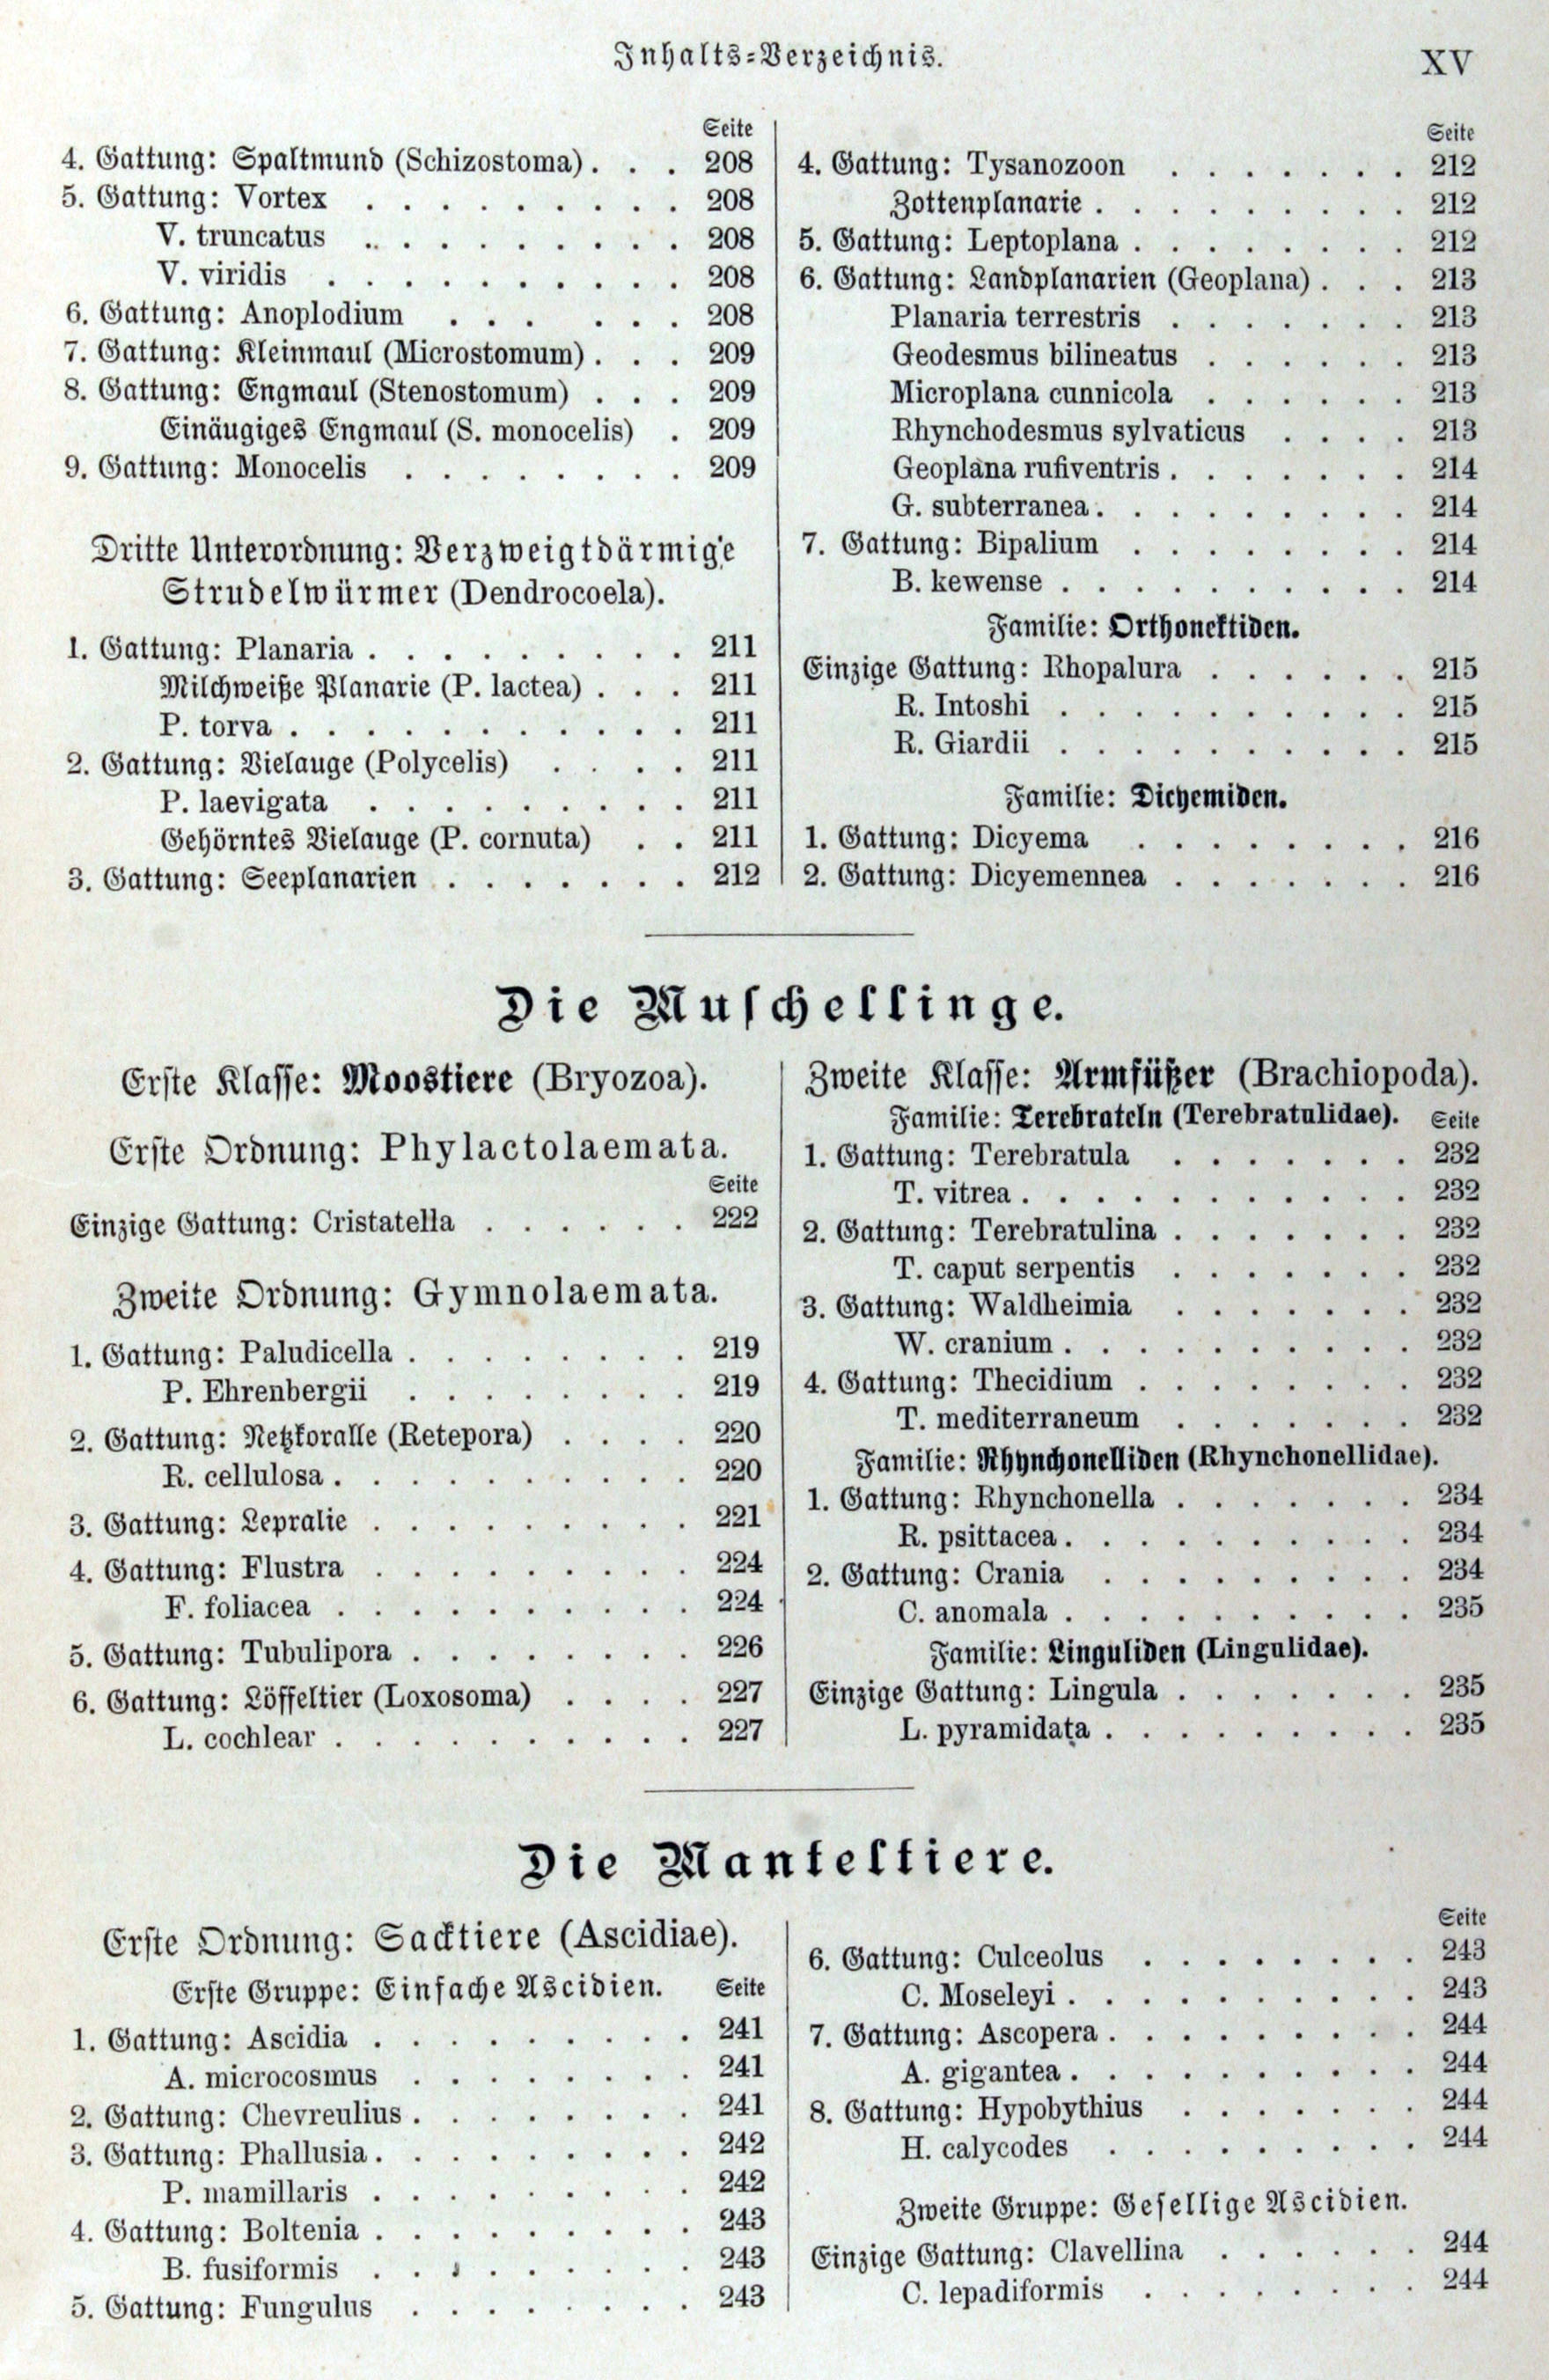 Inhalts-Verzeichnis.
XV
Seite
4. Gattung: Spaltmund (Schizostoma) . . . 208
5. Gattung: Vortex . . . . . . . . . 208
V. truncatus . . . . . . . . . 208
V. viridis . . . . . . . . . . 208
6. Gattung: Anoplodium . . . . . . 208
7. Gattung: Kleinmaul (Microstomum) . . . 209
8. Gattung: Engmaul (Stenostomum) . . . 209
Einäugiges Engmaul (S. monocelis) . 209
9. Gattung: Monocelis . . . . . . . . 209
Dritte Unterordnung: Verzweigtdärmige
Strudelwürmer (Dendrocoela).
1. Gattung: Planaria . . . . . . . . . 211
Milchweiße Planarie (P. lactea) . . . 211
P. torva . . . . . . . . . . . 211
2. Gattung: Vielauge (Polycelis) . . . . 211
P. laevigata . . . . . . . . . 211
Gehörntes Vielauge (P. cornuta) . . 211
3. Gattung: Seeplanarien . . . . . . . 212
Seite
4. Gattung: Tysanozoon . . . . . . . 212
Zottenplanarie . . . . . . . . . 212
5. Gattung: Leptoplana . . . . . . . . 212
6. Gattung: Landplanarien (Geoplana) . . . 213
Planaria terrestris . . . . . . . 213
Geodesmus bilineatus . . . . . . 213
Microplana cunnicola . . . . . . 213
Rhynchodesmus sylvaticus . . . . 213
Geoplana rufiventris . . . . . . . 214
G. subterranea . . . . . . . . . 214
7. Gattung: Bipalium . . . . . . . . 214
B. kewense . . . . . . . . . . 214
Familie: Orthonektiden.
Einzige Gattung: Rhopalura . . . . . . 215
R. Intoshi . . . . . . . . . . 215
R. Giardii . . . . . . . . . . 215
Familie: Dicyemiden.
1. Gattung: Dicyema . . . . . . . . 216
2. Gattung: Dicyemennea . . . . . . . 216
Die Muschellinge.
Erste Klasse: Moostiere (Bryozoa).
Erste Ordnung: Phylactolaemata.
Seite
Einzige Gattung: Cristatella . . . . . . 222
Zweite Ordnung: Gymnolaemata.
1. Gattung: Paludicella . . . . . . . . 219
P. Ehrenbergii . . . . . . . . 219
2. Gattung: Netzkoralle (Retepora) . . . . 220
R. cellulosa . . . . . . . . . . 220
3. Gattung: Lepralie . . . . . . . . . 221
4. Gattung: Flustra . . . . . . . . . 224
F. foliacea . . . . . . . . . . 224
5. Gattung: Tubulipora . . . . . . . . 226
6. Gattung: Löffeltier (Loxosoma) . . . . 227
L. cochlear . . . . . . . . . . 227
Zweite Klasse: Armfüßer (Brachiopoda).
Familie: Terebrateln (Terebratulidae). Seite
1. Gattung: Terebratula . . . . . . . 232
T. vitrea . . . . . . . . . . . 232
2. Gattung: Terebratulina . . . . . . . 232
T. caput serpentis . . . . . . . 232
3. Gattung: Waldheimia . . . . . . . 232
W. cranium . . . . . . . . . . 232
4. Gattung: Thecidium . . . . . . . . 232
T. mediterraneum . . . . . . . 232
Familie: Rhynchonelliden (Rhynchonellidae).
1. Gattung: Rhynchonella . . . . . . . 234
R. psittacea . . . . . . . . . . 234
2. Gattung: Crania . . . . . . . . . 234
C. anomala . . . . . . . . . . 235
Familie: Linguliden (Lingulidae).
Einzige Gattung: Lingula . . . . . . . 235
L. pyramidata . . . . . . . . . 235
Die Manteltiere.
Erste Ordnung: Sacktiere (Ascidiae).
Erste Gruppe: Einfache Ascidien. Seite
1. Gattung: Ascidia . . . . . . . . . 241
A. microcosmus . . . . . . . . 241
2. Gattung: Chevreulius . . . . . . . . 241
3. Gattung: Phallusia . . . . . . . . . 242
P. mamillaris . . . . . . . . . 242
4. Gattung: Boltenia . . . . . . . . . 243
B. fusiformis . . . . . . . . . 243
5. Gattung: Fungulus . . . . . . . . 243
Seite
6. Gattung: Culceolus . . . . . . . . 243
C. Moseleyi . . . . . . . . . . 243
7. Gattung: Ascopera . . . . . . . . . 244
A. gigantea . . . . . . . . . . 244
8. Gattung: Hypobythius . . . . . . . 244
H. calycodes . . . . . . . . . 244
Zweite Gruppe: Gesellige Ascidien.
Einzige Gattung: Clavellina . . . . . . 244
C. lepadiformis . . . . . . . . 244